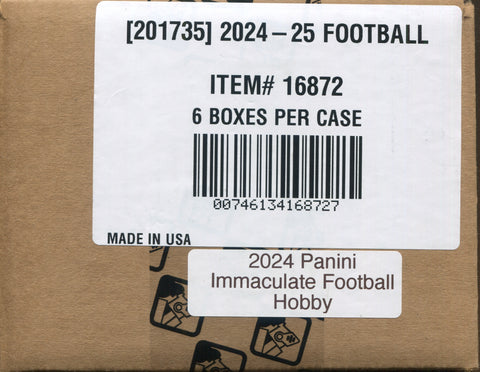 [201735] 2024–25 FOOTBALL
ITEM# 16872
6 BOXES PER CASE
00746134168727
MADE IN USA
2024 Panini
Immaculate Football
Hobby